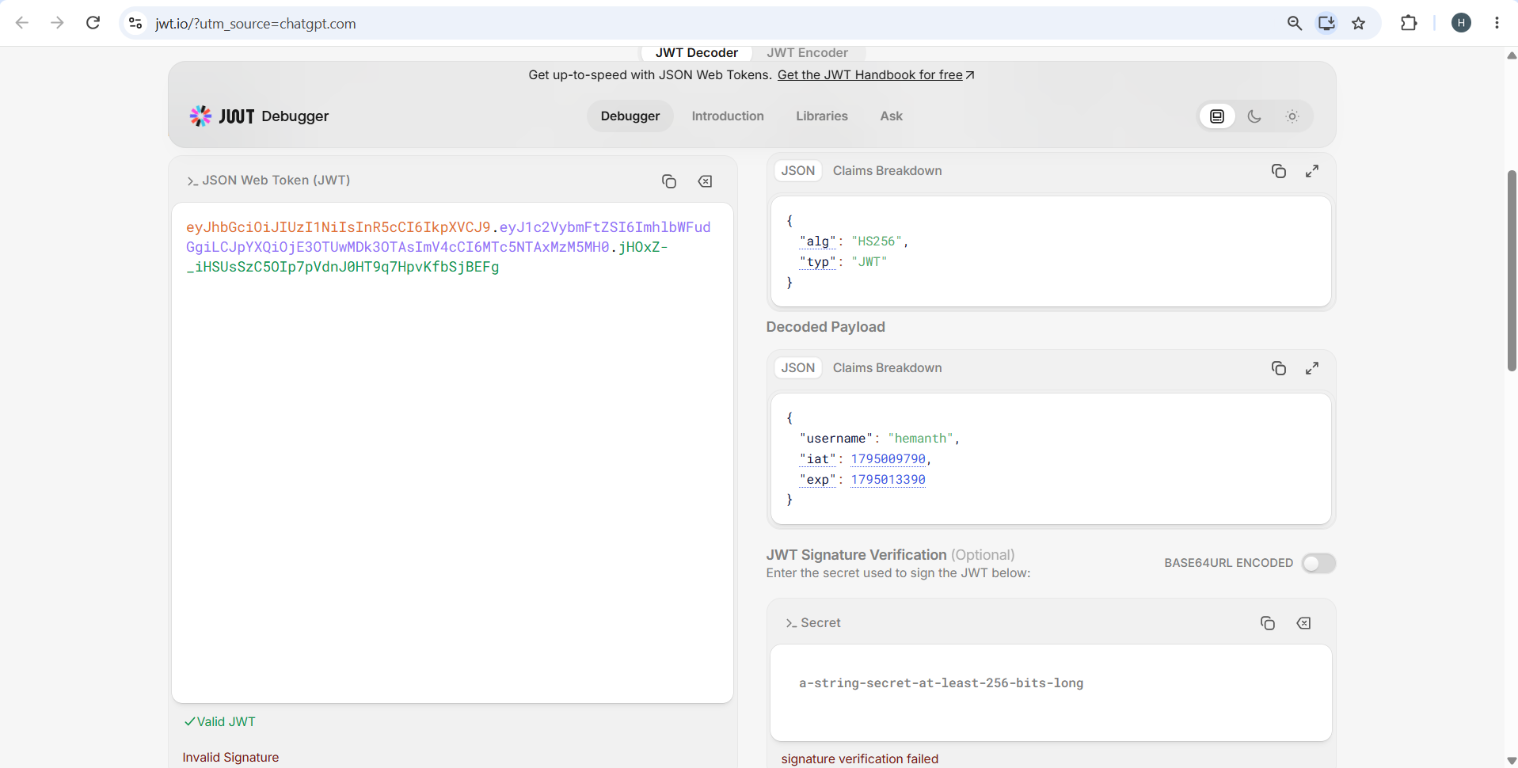 jwt.io/?utm_source=chatgpt.com
H
JWT Decoder
JWT Encoder
Get up-to-speed with JSON Web Tokens. Get the JWT Handbook for free
JWT Debugger
Debugger
Introduction
Libraries
Ask
>_ JSON Web Token (JWT)
eyJhbGciOiJIUzI1NiIsInR5cCI6IkpXVCJ9.eyJ1c2VybmFtZSI6ImhlbWFud
GgiLCJpYXQiOjE3OTUwMDk3OTAsImV4cCI6MTc5NTAxMzM5MH0.jHOxZ-
_iHSUsSzC5OIp7pVdnJ0HT9q7HpvKfbSjBEFg
Valid JWT
Invalid Signature
JSON
Claims Breakdown
{
"alg": "HS256",
"typ": "JWT"
}
Decoded Payload
JSON
Claims Breakdown
{
"username": "hemanth",
"iat": 1795009790,
"exp": 1795013390
}
JWT Signature Verification (Optional)
Enter the secret used to sign the JWT below:
BASE64URL ENCODED
>_ Secret
a-string-secret-at-least-256-bits-long
signature verification failed